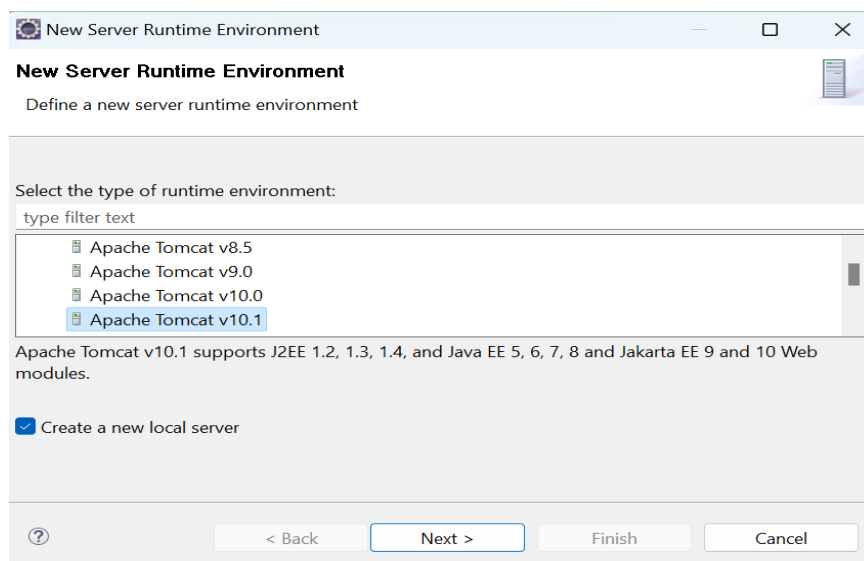 New Server Runtime Environment
New Server Runtime Environment
Define a new server runtime environment
Select the type of runtime environment:
type filter text
Apache Tomcat v8.5
Apache Tomcat v9.0
Apache Tomcat v10.0
Apache Tomcat v10.1
Apache Tomcat v10.1 supports J2EE 1.2, 1.3, 1.4, and Java EE 5, 6, 7, 8 and Jakarta EE 9 and 10 Web
modules.
Create a new local server
? < Back Next > Finish Cancel